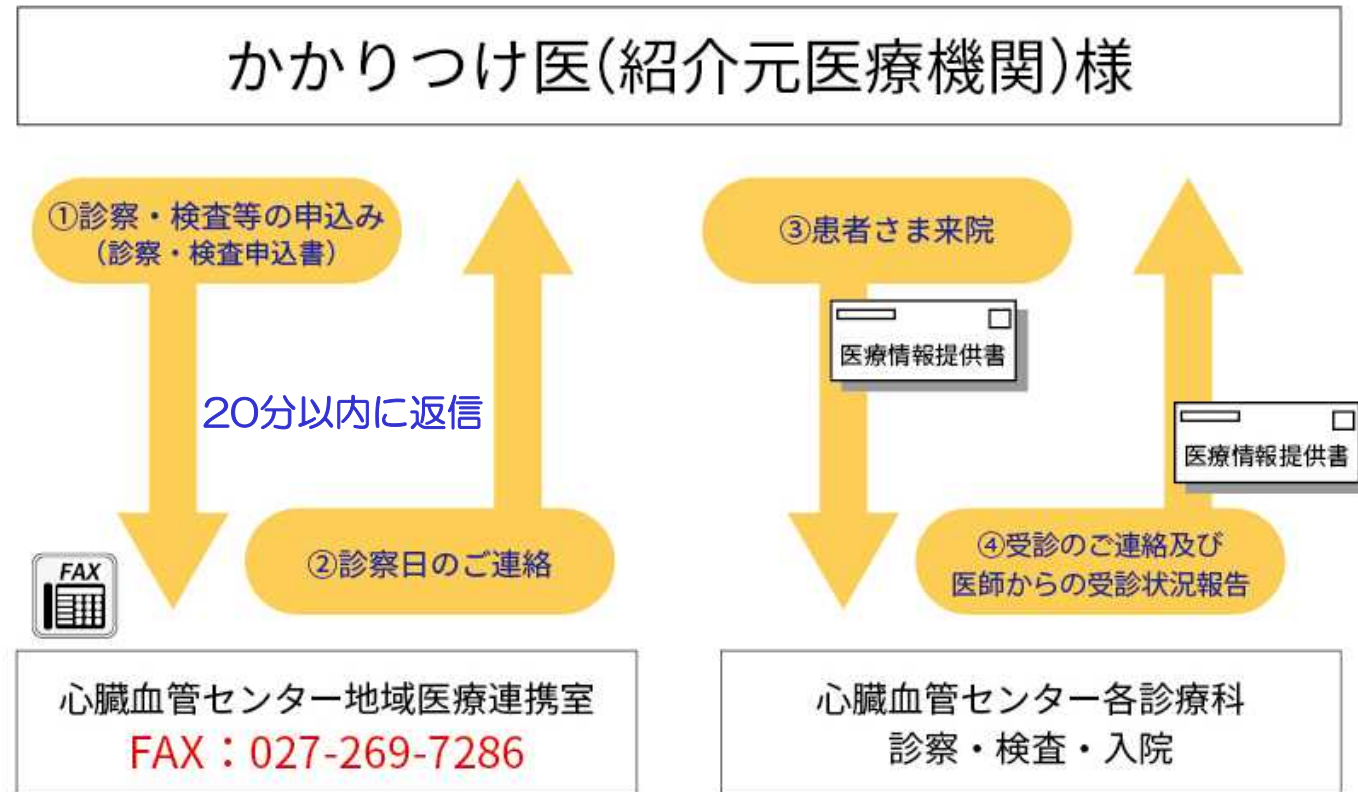 かかりつけ医(紹介元医療機関)様
①診察・検査等の申込み
(診察・検査申込書)
20分以内に返信
②診察日のご連絡
FAX
心臓血管センター地域医療連携室
FAX：027-269-7286
③患者さま来院
医療情報提供書
医療情報提供書
④受診のご連絡及び
医師からの受診状況報告
心臓血管センター各診療科
診察・検査・入院